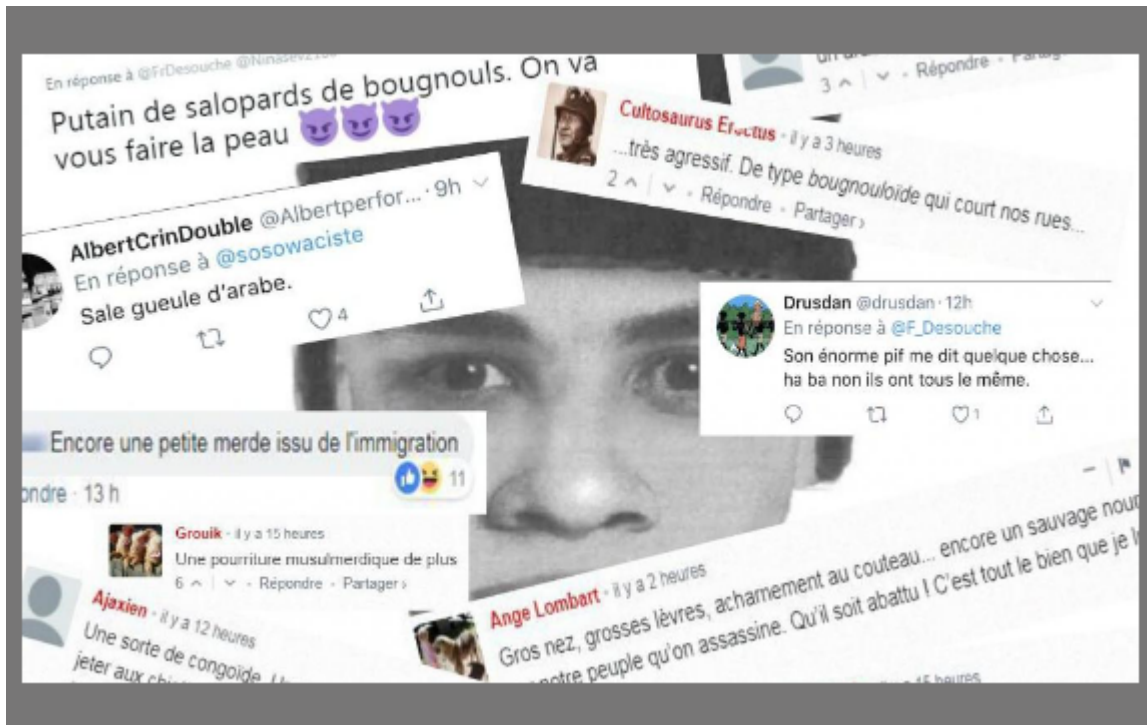 En réponse à @FrDesouche
Putain de salopards de bougnouls. On va
vous faire la peau 😈😈😈
3 Répondre
Cultosaurus Erectus · il y a 3 heures
...très agressif. De type bougnouloïde qui court nos rues...
2 Répondre · Partager ›
AlbertCrinDouble @Albertperfor... · 9h
En réponse à @sosowaciste
Sale gueule d'arabe.
4
Drusdan @drusdan · 12h
En réponse à @F_Desouche
Son énorme pif me dit quelque chose...
ha ba non ils ont tous le même.
1
Encore une petite merde issu de l'immigration
11
13 h
Grouik · il y a 15 heures
Une pourriture musulmerdique de plus
6 Répondre · Partager ›
Ajaxien · il y a 12 heures
Une sorte de congoïde.
jeter aux
Ange Lombart · il y a 2 heures
Gros nez, grosses lèvres, acharnement au couteau... encore un sauvage
notre peuple qu'on assassine. Qu'il soit abattu ! C'est tout le bien que je
heures